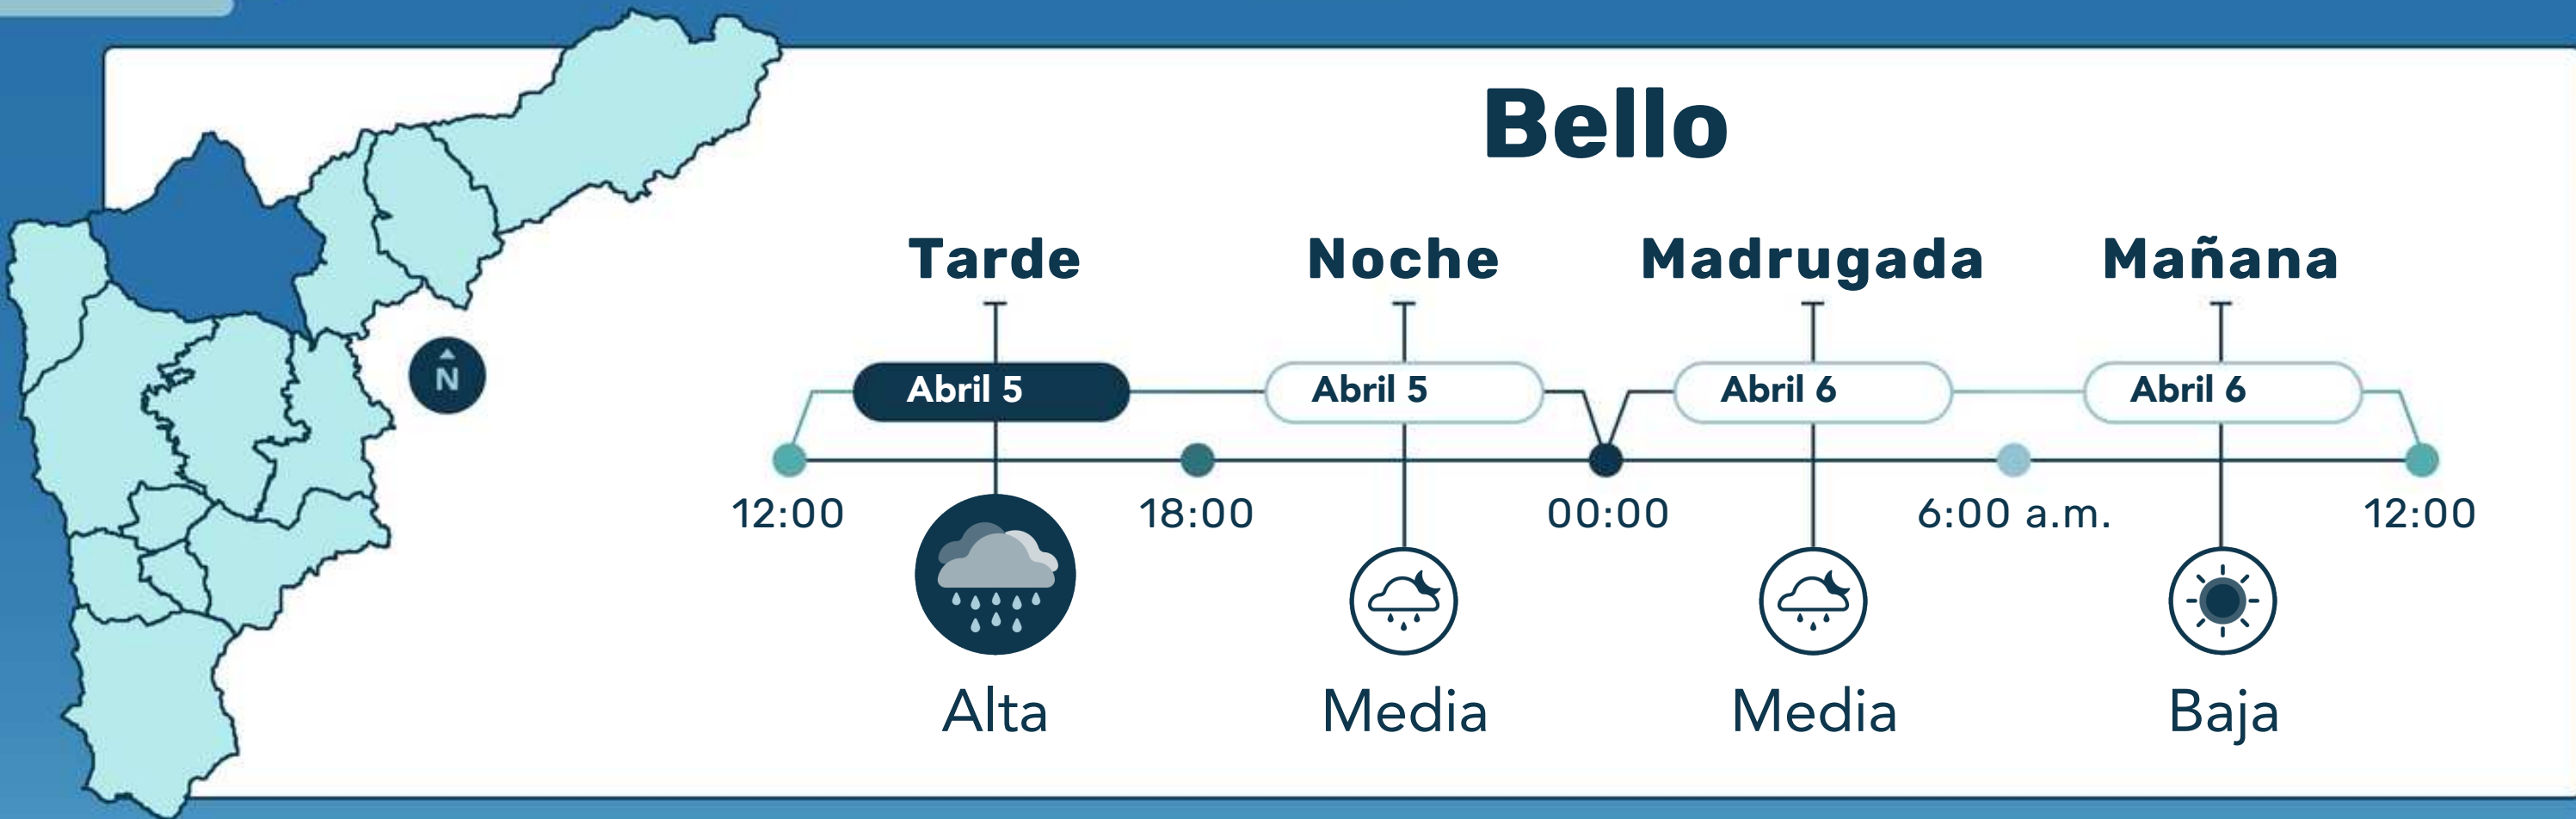 Bello
Tarde Noche Madrugada Mañana
Abril 5 Abril 5 Abril 6 Abril 6
N
12:00 18:00 00:00 6:00 a.m. 12:00
Alta Media Media Baja